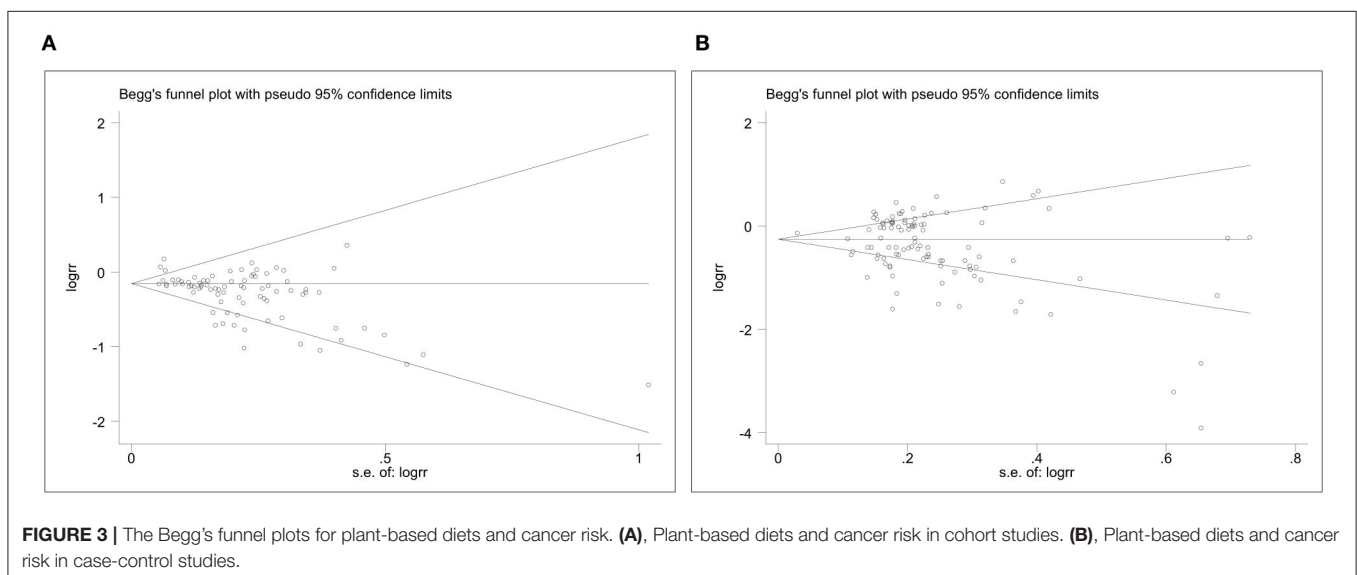 A
Begg's funnel plot with pseudo 95% confidence limits
2
1
0
-1
-2
logrr
0
.5
1
s.e. of: logrr
B
Begg's funnel plot with pseudo 95% confidence limits
2
0
-2
-4
logrr
0
.2
.4
.6
.8
s.e. of: logrr
FIGURE 3 | The Begg's funnel plots for plant-based diets and cancer risk. (A), Plant-based diets and cancer risk in cohort studies. (B), Plant-based diets and cancer
risk in case-control studies.